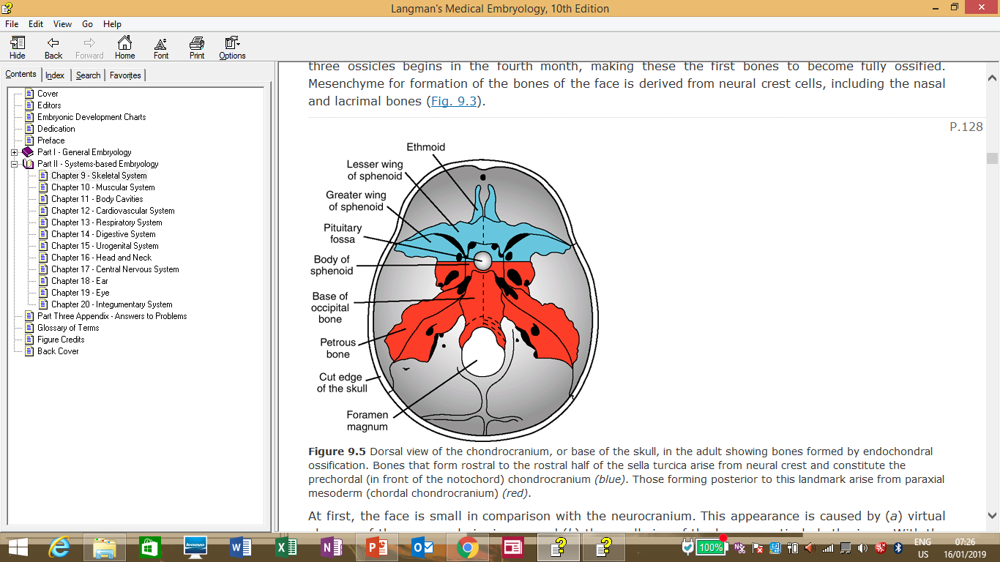 Langman's Medical Embryology, 10th Edition
File Edit View Go Help
Hide Back Forward Home Font Print Options
Contents Index Search Favorites
Cover
Editors
Embryonic Development Charts
Dedication
Preface
Part I - General Embryology
Part II - Systems-based Embryology
Chapter 9 - Skeletal System
Chapter 10 - Muscular System
Chapter 11 - Body Cavities
Chapter 12 - Cardiovascular System
Chapter 13 - Respiratory System
Chapter 14 - Digestive System
Chapter 15 - Urogenital System
Chapter 16 - Head and Neck
Chapter 17 - Central Nervous System
Chapter 18 - Ear
Chapter 19 - Eye
Chapter 20 - Integumentary System
Part Three Appendix - Answers to Problems
Glossary of Terms
Figure Credits
Back Cover
three ossicles begins in the fourth month, making these the first bones to become fully ossified.
Mesenchyme for formation of the bones of the face is derived from neural crest cells, including the nasal
and lacrimal bones (Fig. 9.3).
P.128
Ethmoid
Lesser wing
of sphenoid
Greater wing
of sphenoid
Pituitary
fossa
Body of
sphenoid
Base of
occipital
bone
Petrous
bone
Cut edge
of the skull
Foramen
magnum
Figure 9.5 Dorsal view of the chondrocranium, or base of the skull, in the adult showing bones formed by endochondral
ossification. Bones that form rostral to the rostral half of the sella turcica arise from neural crest and constitute the
prechordal (in front of the notochord) chondrocranium (blue). Those forming posterior to this landmark arise from paraxial
mesoderm (chordal chondrocranium) (red).
At first, the face is small in comparison with the neurocranium. This appearance is caused by (a) virtual
lenovo
100%
ENG
US
07:26
16/01/2019